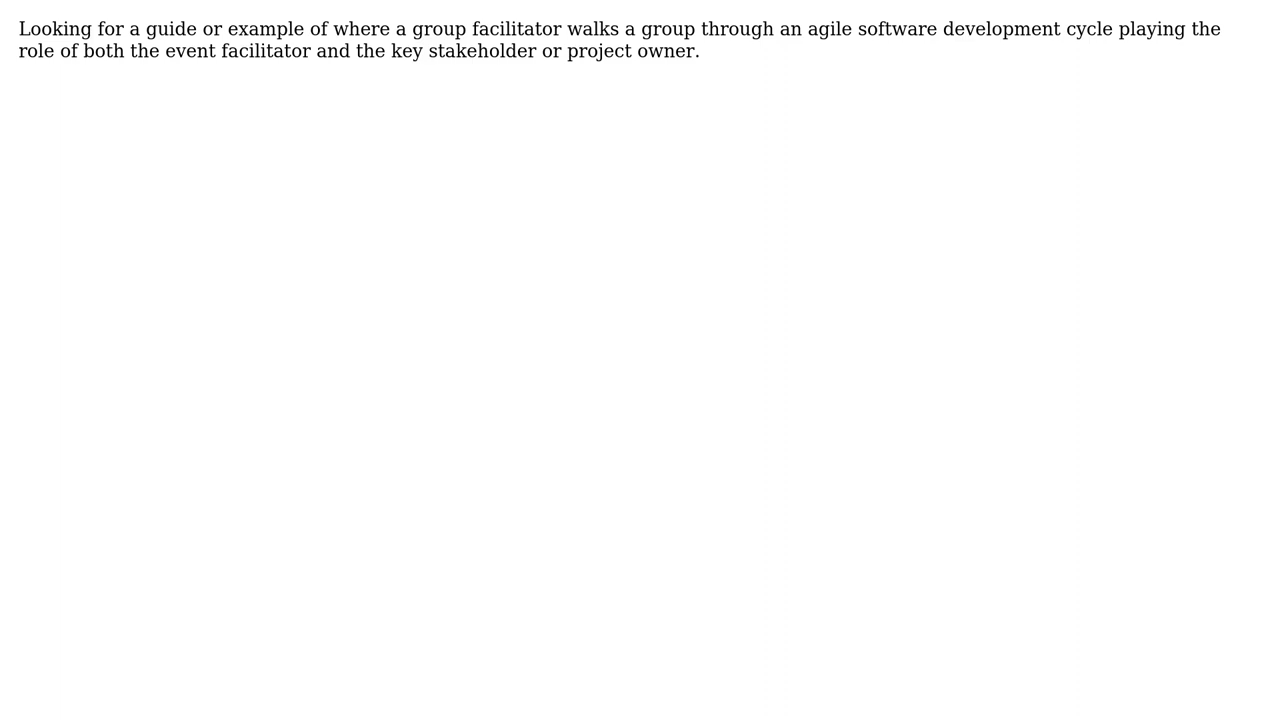 Looking for a guide or example of where a group facilitator walks a group through an agile software development cycle playing the
role of both the event facilitator and the key stakeholder or project owner.